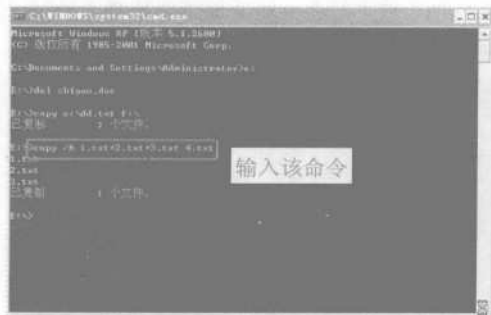 C:\WINDOWS\system32\cmd.exe
Microsoft Windows XP [版本 5.1.2600]
(C) 版权所有 1985-2001 Microsoft Corp.
C:\Documents and Settings\Administrator>e:
E:\>del
E:\>copy e:\dd.txt f:\
已复制 1 个文件。
E:\>copy /b 1.txt+2.txt+3.txt 4.txt
1.txt
2.txt
3.txt
已复制 1 个文件。
E:\>
输入该命令